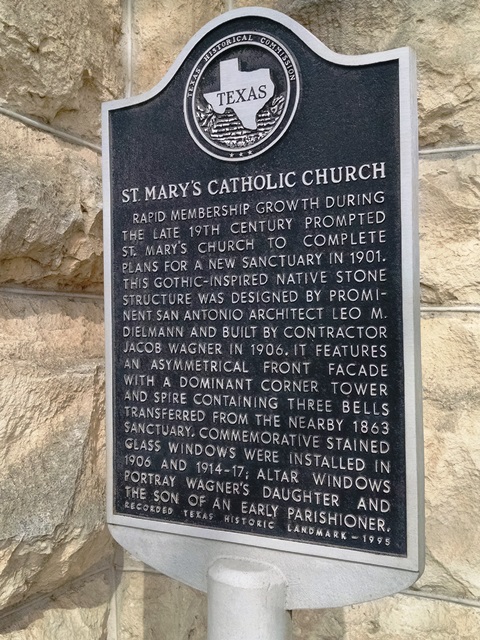 TEXAS HISTORICAL COMMISSION
TEXAS
ST. MARY'S CATHOLIC CHURCH
RAPID MEMBERSHIP GROWTH DURING
THE LATE 19TH CENTURY PROMPTED
ST. MARY'S CHURCH TO COMPLETE
PLANS FOR A NEW SANCTUARY IN 1901.
THIS GOTHIC-INSPIRED NATIVE STONE
STRUCTURE WAS DESIGNED BY PROMI-
NENT SAN ANTONIO ARCHITECT LEO M.
DIELMANN AND BUILT BY CONTRACTOR
JACOB WAGNER IN 1906. IT FEATURES
AN ASYMMETRICAL FRONT FACADE
WITH A DOMINANT CORNER TOWER
AND SPIRE CONTAINING THREE BELLS
TRANSFERRED FROM THE NEARBY 1863
SANCTUARY. COMMEMORATIVE STAINED
GLASS WINDOWS WERE INSTALLED IN
1906 AND 1914-17; ALTAR WINDOWS
PORTRAY WAGNER'S DAUGHTER AND
THE SON OF AN EARLY PARISHIONER.
RECORDED TEXAS HISTORIC LANDMARK - 1995